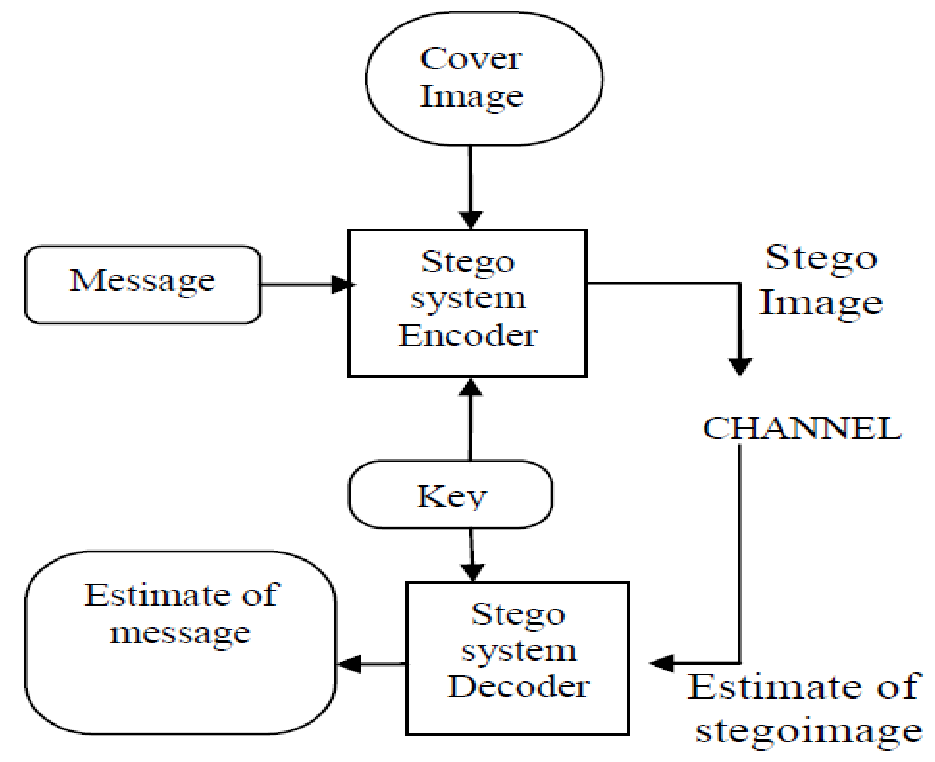 Cover
Image
Message
Stego
system
Encoder
Stego
Image
CHANNEL
Key
Estimate of
message
Stego
system
Decoder
Estimate of
stegoimage